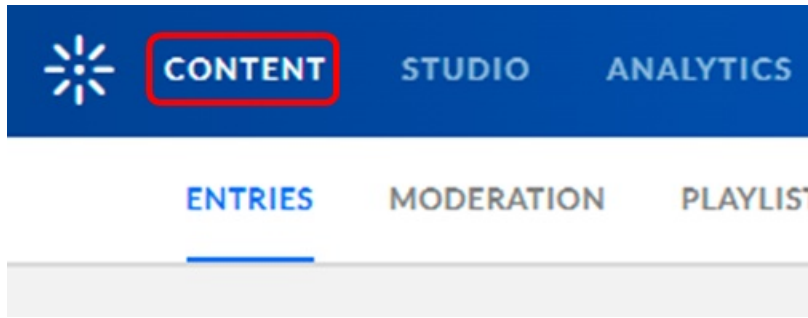 CONTENT STUDIO ANALYTICS
ENTRIES MODERATION PLAYLIST